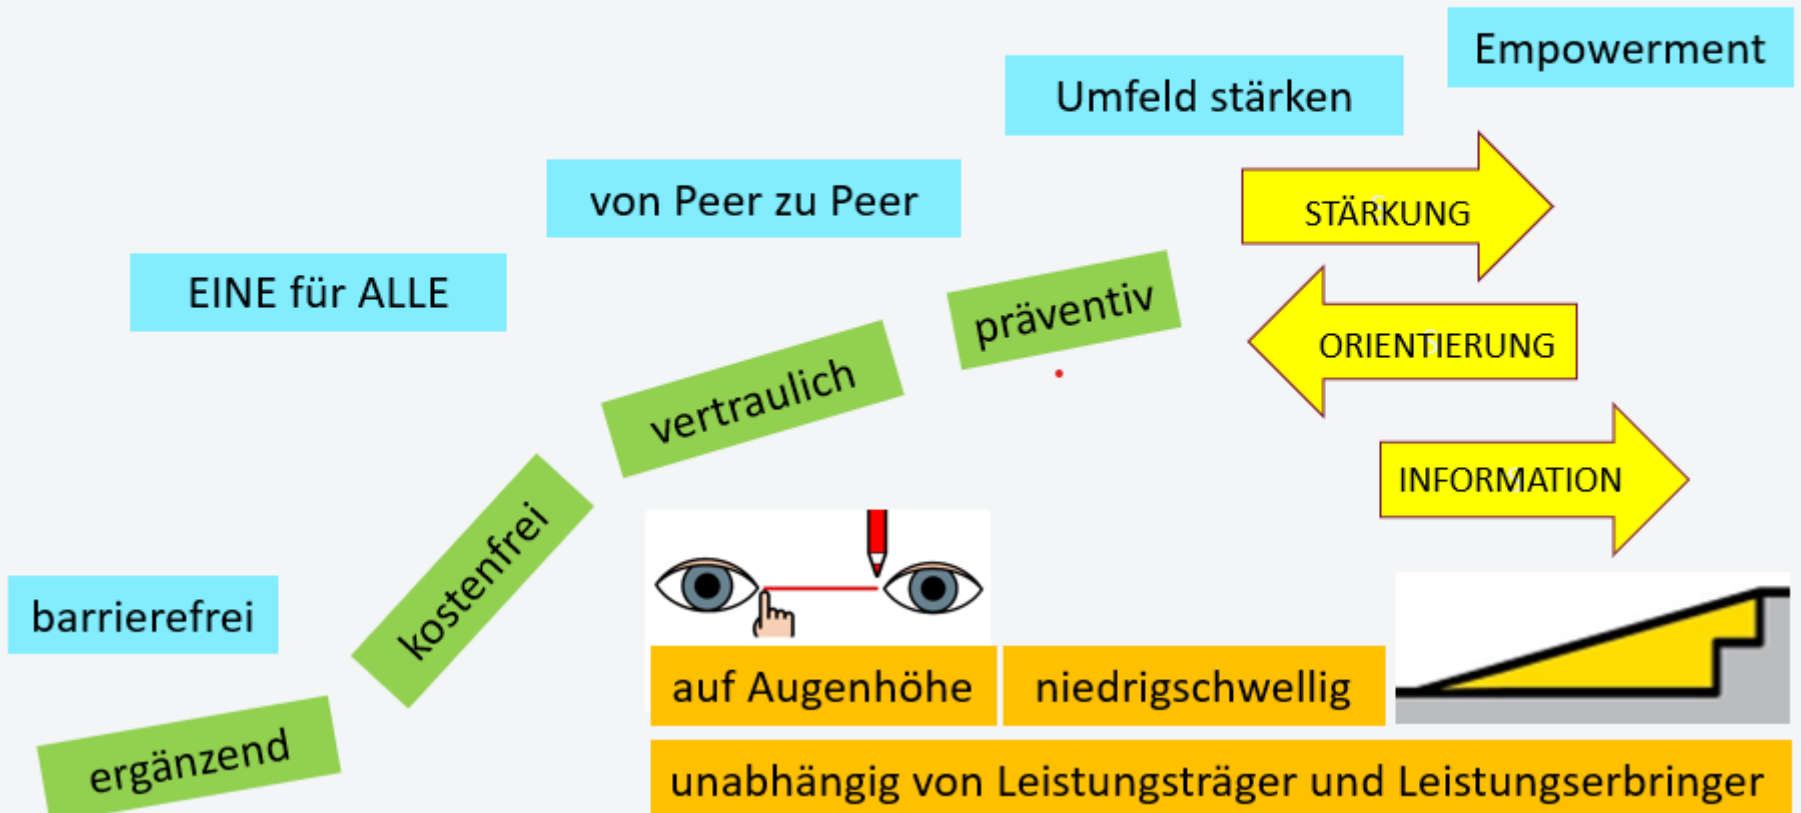 Empowerment
Umfeld stärken
von Peer zu Peer
STÄRKUNG
EINE für ALLE
präventiv
ORIENTIERUNG
vertraulich
INFORMATION
kostenfrei
barrierefrei
auf Augenhöhe
niedrigschwellig
ergänzend
unabhängig von Leistungsträger und Leistungserbringer